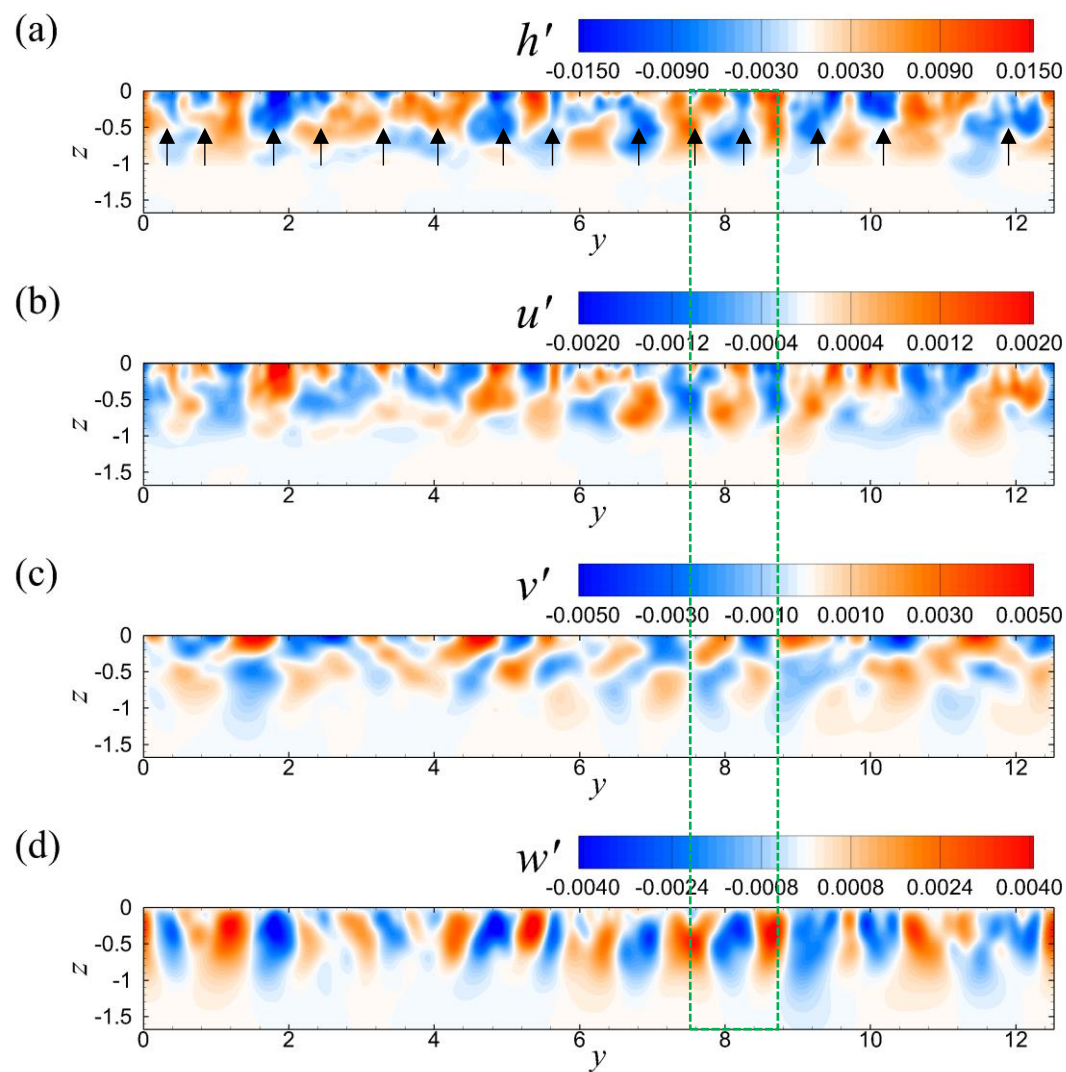 (a)
h′
-0.0150 -0.0090 -0.0030 0.0030 0.0090 0.0150
0
-0.5
-1
-1.5
z
0 2 4 6 8 10 12
y
(b)
u′
-0.0020 -0.0012 -0.0004 0.0004 0.0012 0.0020
0
-0.5
-1
-1.5
z
0 2 4 6 8 10 12
y
(c)
v′
-0.0050 -0.0030 -0.0010 0.0010 0.0030 0.0050
0
-0.5
-1
-1.5
z
0 2 4 6 8 10 12
y
(d)
w′
-0.0040 -0.0024 -0.0008 0.0008 0.0024 0.0040
0
-0.5
-1
-1.5
z
0 2 4 6 8 10 12
y